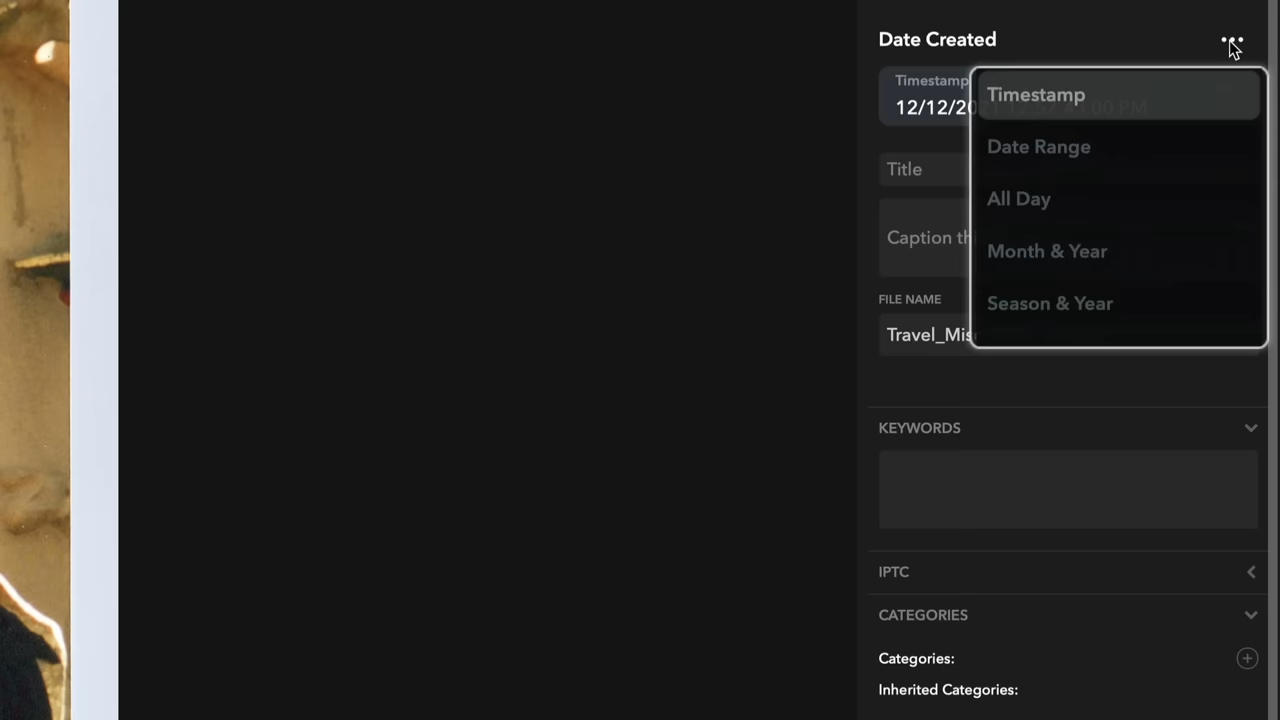 Date Created
Timestamp
12/12/20
PM
Timestamp
Date Range
All Day
Month & Year
Season & Year
Title
Caption th
FILE NAME
Travel_Mis
KEYWORDS
IPTC
CATEGORIES
Categories:
Inherited Categories: